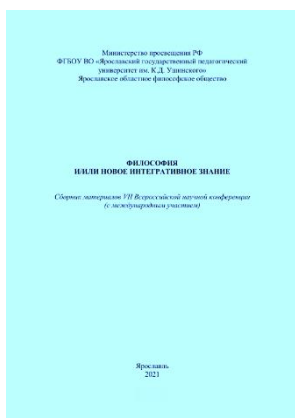 Министерство просвещения РФ
ФГБОУ ВО «Ярославский государственный педагогический
университет им. К.Д. Ушинского»
Ярославское областное философское общество
ФИЛОСОФИЯ
И/ИЛИ НОВОЕ ИНТЕГРАТИВНОЕ ЗНАНИЕ
Сборник материалов VII Всероссийской научной конференции
(с международным участием)
Ярославль
2021